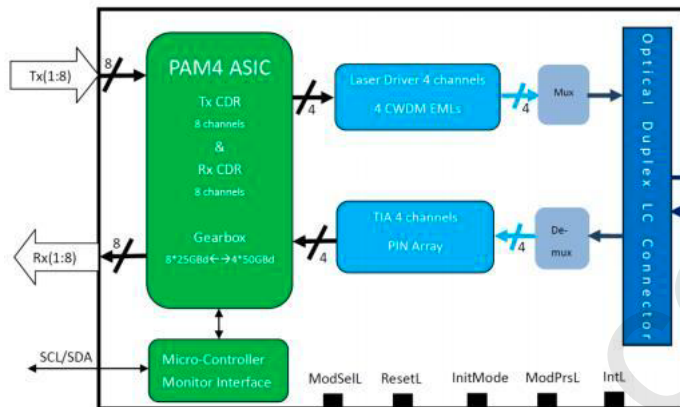 Tx(1:8)
8
PAM4 ASIC
Tx CDR
8 channels
&
Rx CDR
8 channels
Gearbox
8*25GBd←→4*50GBd
4
Laser Driver 4 channels
4 CWDM EMLs
4
Mux
Optical Duplex LC Connector
Rx(1:8)
8
4
TIA 4 channels
PIN Array
4
De-
mux
SCL/SDA
Micro-Controller
Monitor Interface
ModSelL
ResetL
InitMode
ModPrsL
IntL